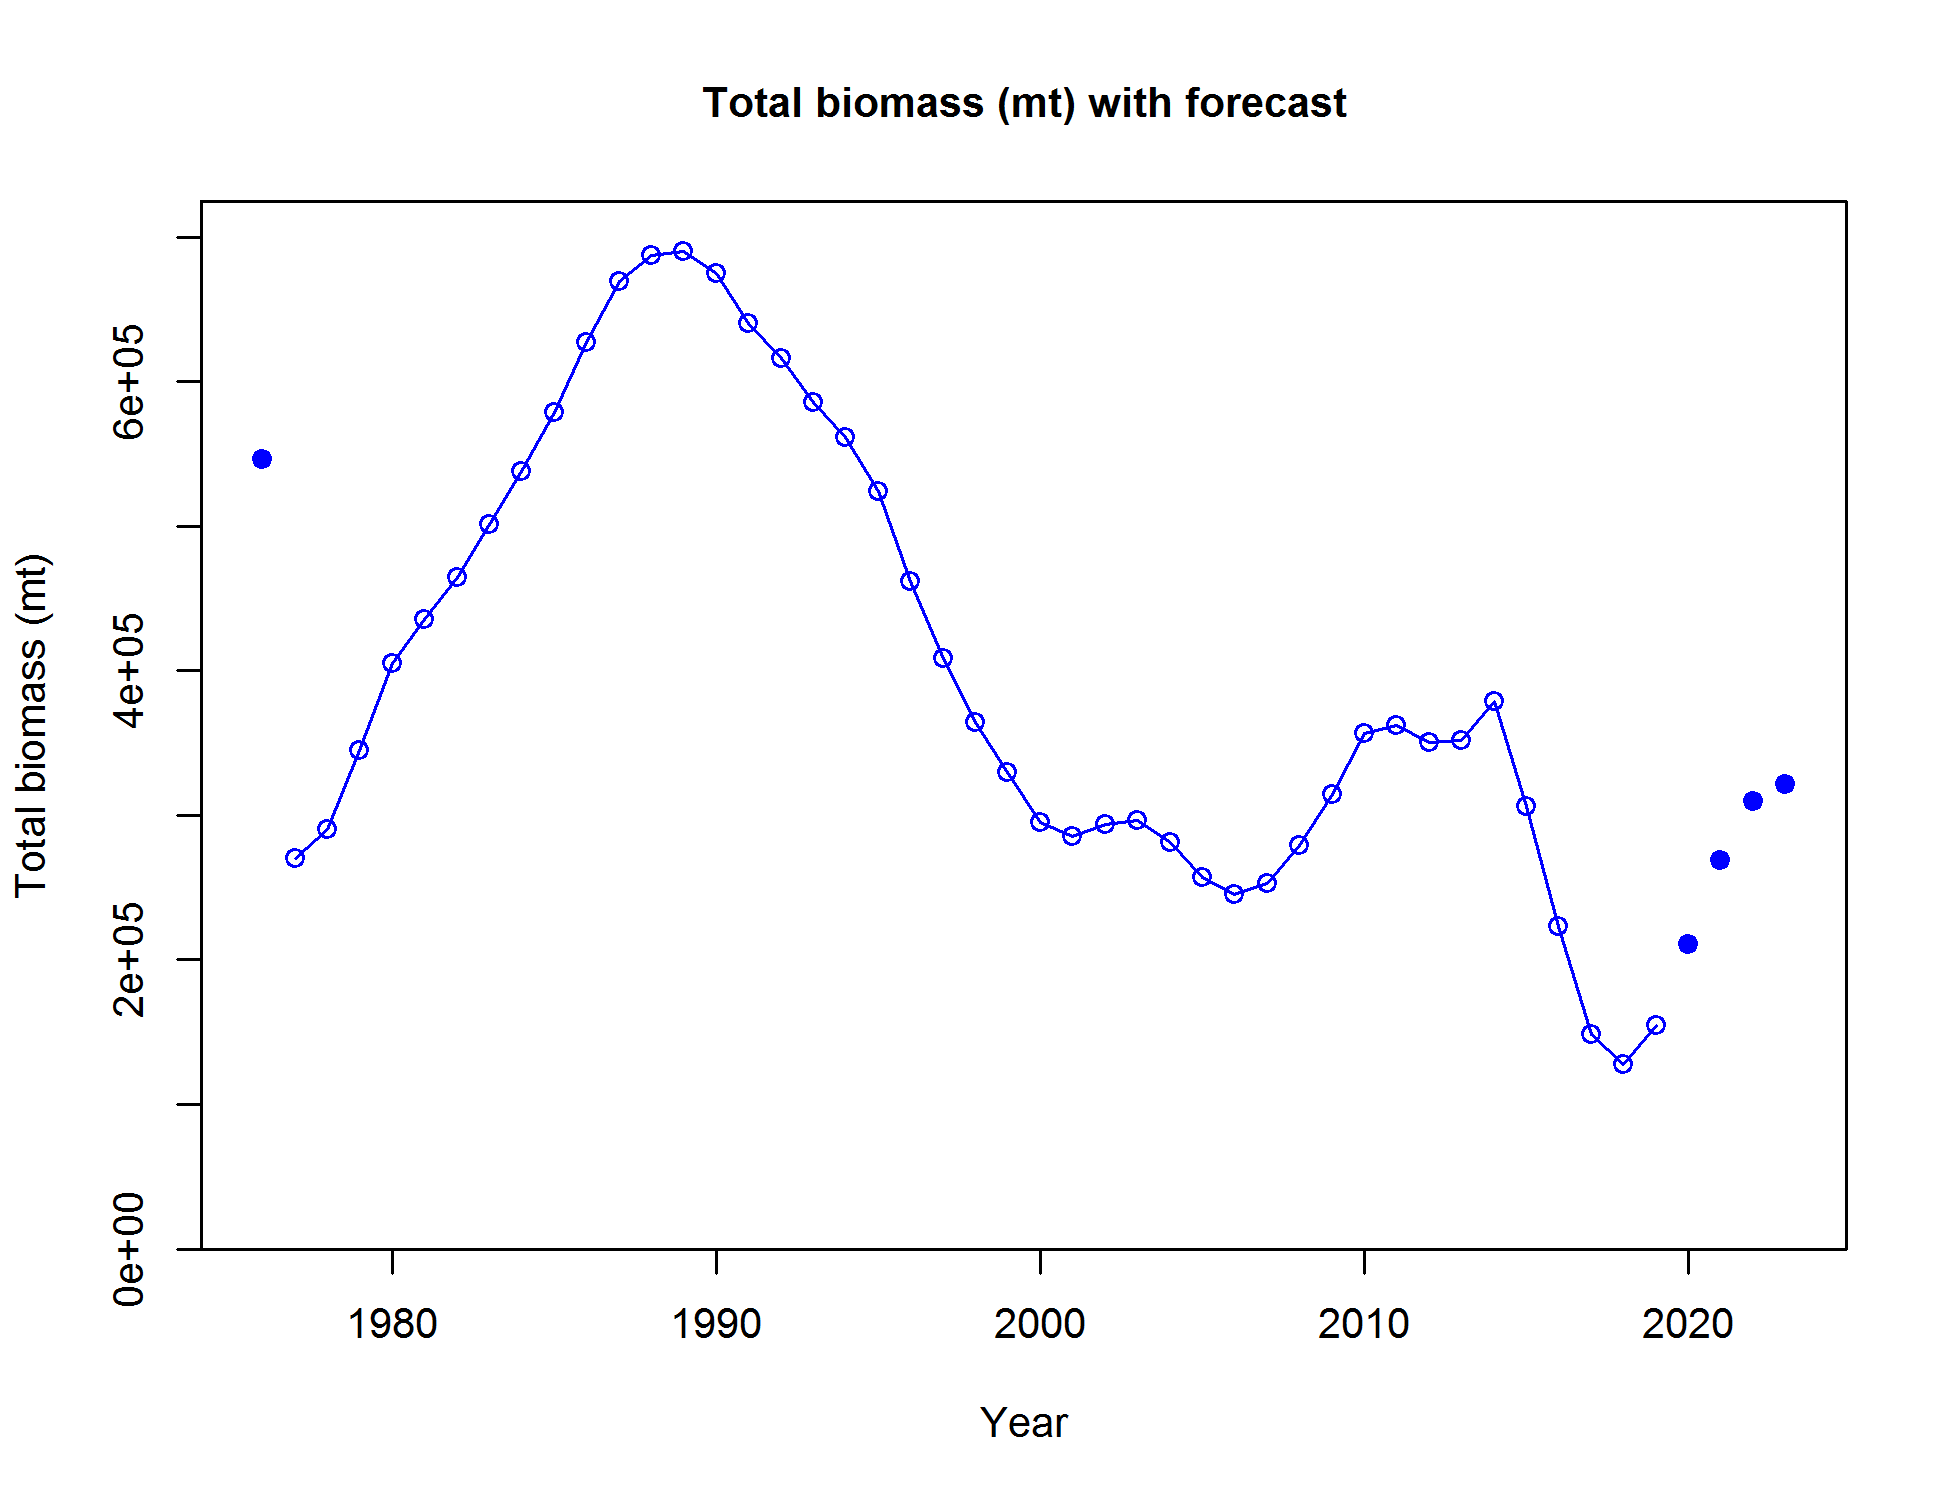 Total biomass (mt) with forecast
Total biomass (mt)
6e+05
4e+05
2e+05
0e+00
1980 1990 2000 2010 2020
Year